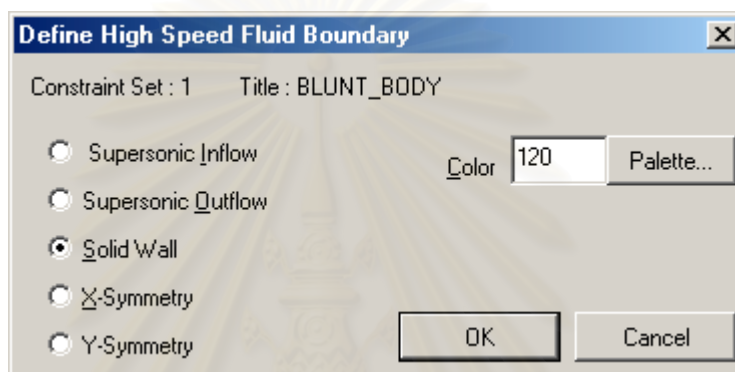 Define High Speed Fluid Boundary
Constraint Set : 1 Title : BLUNT_BODY
Supersonic Inflow
Color 120 Palette...
Supersonic Outflow
Solid Wall
X-Symmetry
Y-Symmetry
OK Cancel